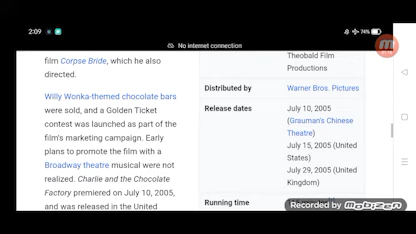 2:09
74%
No internet connection
film Corpse Bride, which he also
directed.
Willy Wonka-themed chocolate bars
were sold, and a Golden Ticket
contest was launched as part of the
film's marketing campaign. Early
plans to promote the film with a
Broadway theatre musical were not
realized. Charlie and the Chocolate
Factory premiered on July 10, 2005,
and was released in the United
Theobald Film
Productions
Distributed by
Warner Bros. Pictures
Release dates
July 10, 2005
(Grauman's Chinese
Theatre)
July 15, 2005 (United
States)
July 29, 2005 (United
Kingdom)
Running time
Recorded by Mobizen